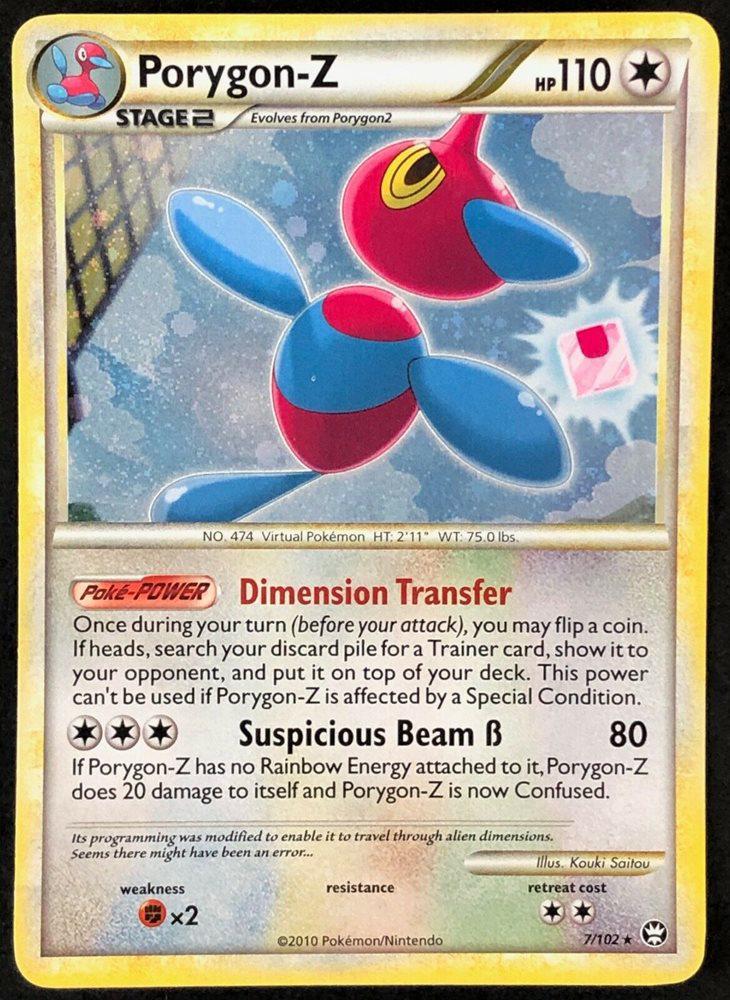 Porygon-Z
HP110
STAGE 2
Evolves from Porygon2
NO. 474 Virtual Pokémon HT: 2'11" WT: 75.0 lbs.
Poké-POWER Dimension Transfer
Once during your turn (before your attack), you may flip a coin.
If heads, search your discard pile for a Trainer card, show it to
your opponent, and put it on top of your deck. This power
can't be used if Porygon-Z is affected by a Special Condition.
Suspicious Beam β 80
If Porygon-Z has no Rainbow Energy attached to it, Porygon-Z
does 20 damage to itself and Porygon-Z is now Confused.
Its programming was modified to enable it to travel through alien dimensions.
Seems there might have been an error...
Illus. Kouki Saitou
weakness resistance retreat cost
x2
©2010 Pokémon/Nintendo 7/102 ★